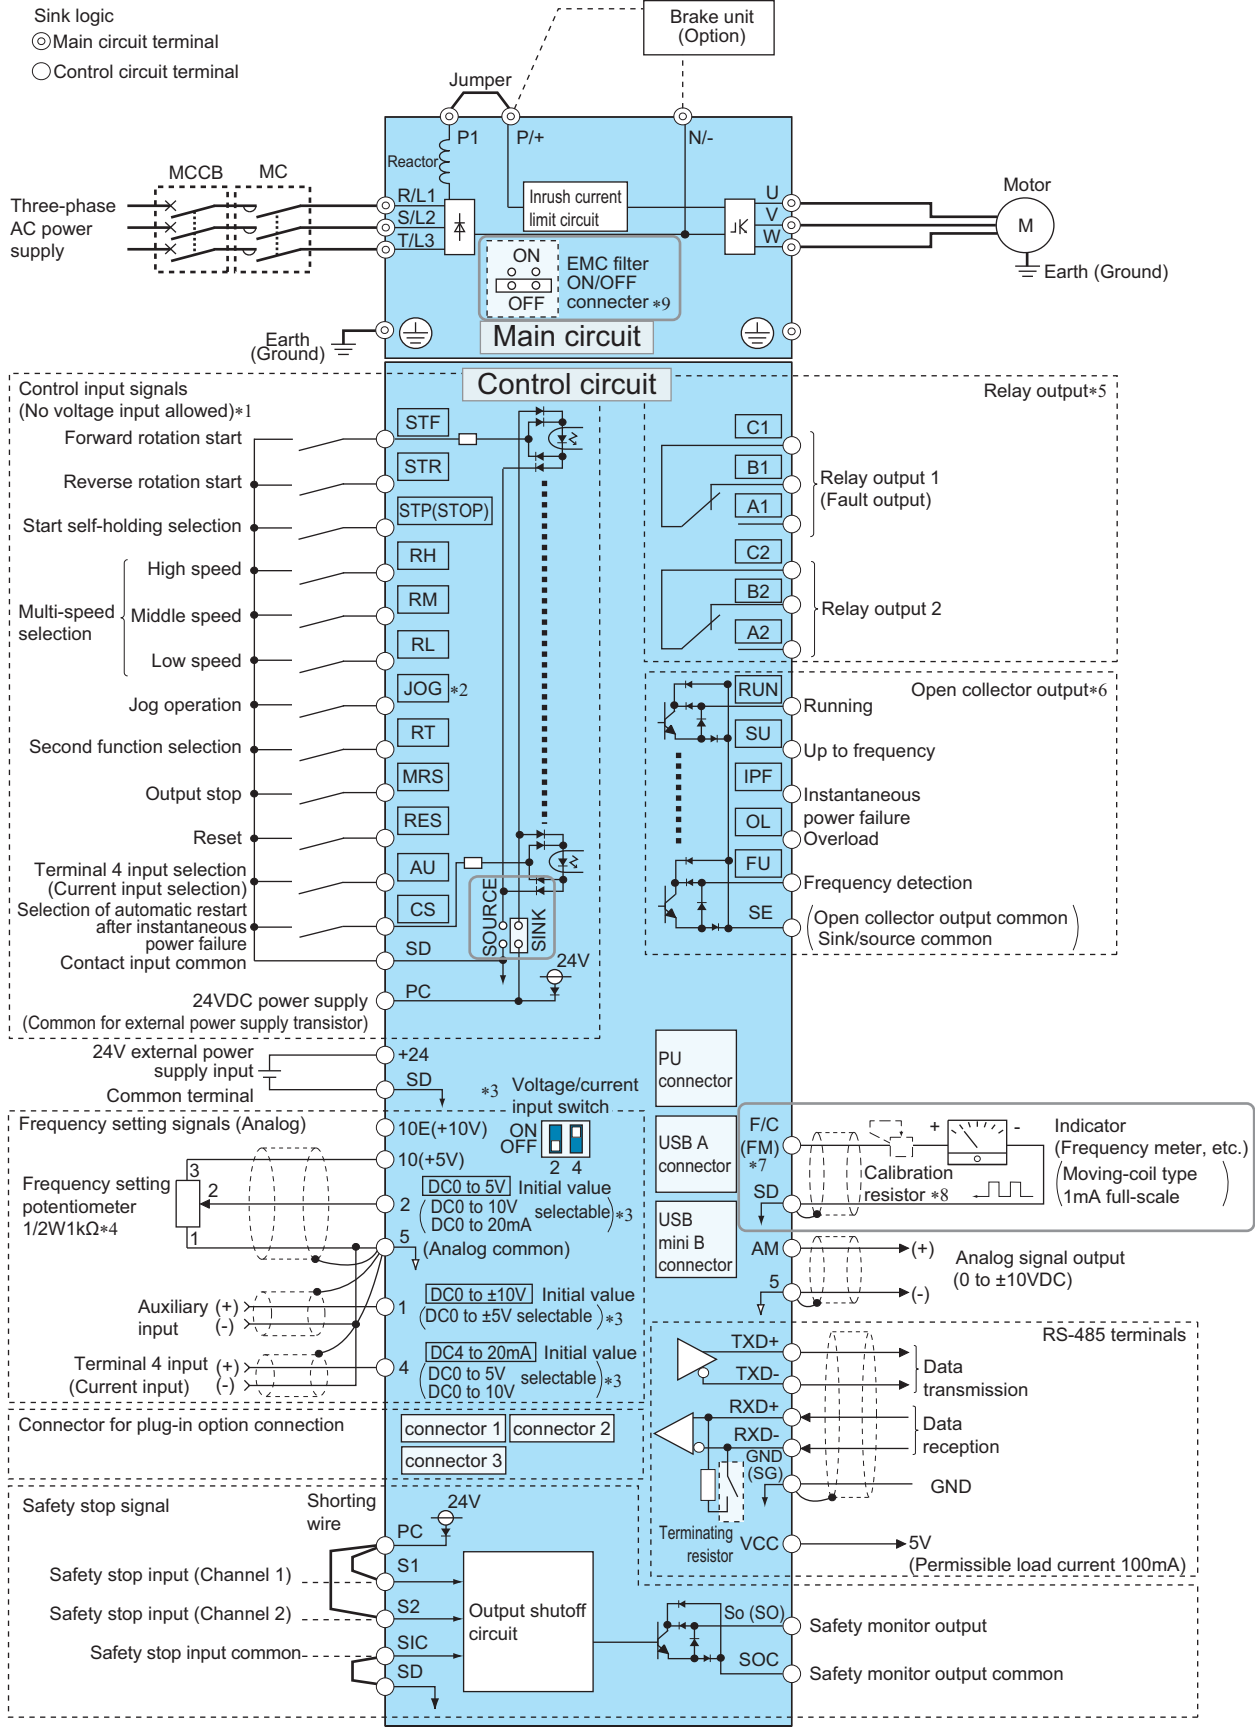 Sink logic
Main circuit terminal
Control circuit terminal
Brake unit
(Option)
Jumper
P1
P/+
N/-
Reactor
MCCB
MC
Three-phase
AC power
supply
R/L1
S/L2
T/L3
Inrush current
limit circuit
U
V
W
Motor
M
Earth (Ground)
ON
OFF
EMC filter
ON/OFF
connecter *9
Earth
(Ground)
Main circuit
Control circuit
Control input signals
(No voltage input allowed)*1
Forward rotation start
STF
Reverse rotation start
STR
Start self-holding selection
STP(STOP)
Multi-speed
selection
High speed
RH
Middle speed
RM
Low speed
RL
Jog operation
JOG *2
Second function selection
RT
Output stop
MRS
Reset
RES
Terminal 4 input selection
(Current input selection)
AU
Selection of automatic restart
after instantaneous
power failure
CS
Contact input common
SD
SOURCE
SINK
24V
24VDC power supply
(Common for external power supply transistor)
PC
Relay output*5
C1
B1
A1
Relay output 1
(Fault output)
C2
B2
A2
Relay output 2
Open collector output*6
RUN
Running
SU
Up to frequency
IPF
Instantaneous
power failure
OL
Overload
FU
Frequency detection
SE
(Open collector output common
Sink/source common)
24V external power
supply input
+24
Common terminal
SD
*3
Voltage/current
input switch
ON
OFF
2 4
Frequency setting signals (Analog)
10E(+10V)
10(+5V)
Frequency setting
potentiometer
1/2W1kΩ*4
3
2
1
2
DC0 to 5V Initial value
(DC0 to 10V
DC0 to 20mA selectable)*3
5
(Analog common)
Auxiliary
input
(+)
(-)
1
DC0 to ±10V Initial value
(DC0 to ±5V selectable)*3
Terminal 4 input
(Current input)
(+)
(-)
4
DC4 to 20mA Initial value
(DC0 to 5V
DC0 to 10V selectable)*3
PU
connector
USB A
connector
USB
mini B
connector
F/C
(FM)
*7
SD
Calibration
resistor *8
+
-
Indicator
(Frequency meter, etc.)
(Moving-coil type
1mA full-scale)
AM
(+)
5
(-)
Analog signal output
(0 to ±10VDC)
RS-485 terminals
TXD+
TXD-
Data
transmission
RXD+
RXD-
Data
reception
GND
(SG)
GND
Terminating
resistor
VCC
5V
(Permissible load current 100mA)
Connector for plug-in option connection
connector 1
connector 2
connector 3
Safety stop signal
Shorting
wire
24V
PC
Safety stop input (Channel 1)
S1
Safety stop input (Channel 2)
S2
Safety stop input common
SIC
SD
Output shutoff
circuit
So (SO)
Safety monitor output
SOC
Safety monitor output common